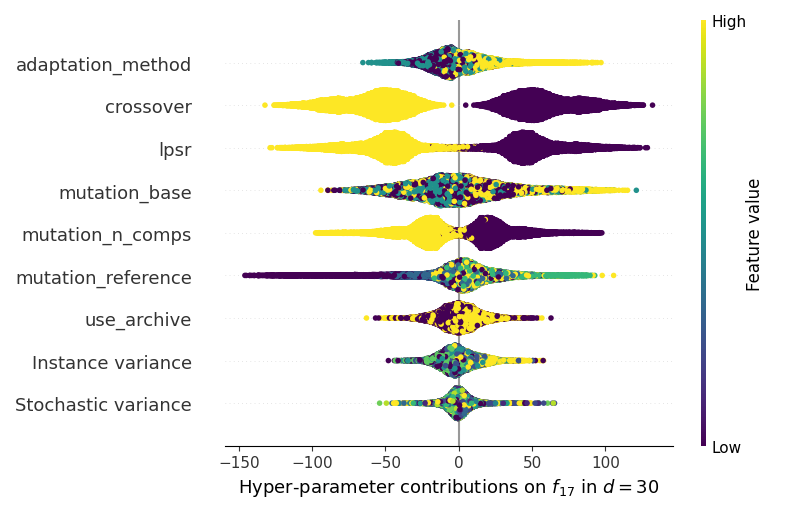 adaptation_method
crossover
lpsr
mutation_base
mutation_n_comps
mutation_reference
use_archive
Instance variance
Stochastic variance
−150 −100 −50 0 50 100
Hyper-parameter contributions on f17 in d = 30
High
Feature value
Low